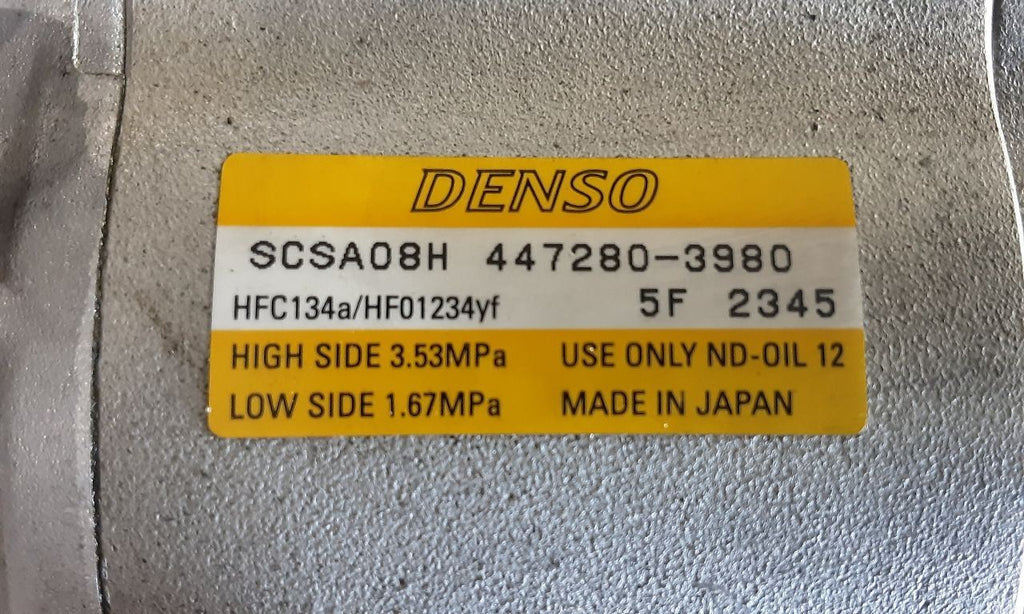 DENSO
SCSA08H 447280-3980
HFC134a/HFO1234yf 5F 2345
HIGH SIDE 3.53MPa USE ONLY ND-OIL 12
LOW SIDE 1.67MPa MADE IN JAPAN